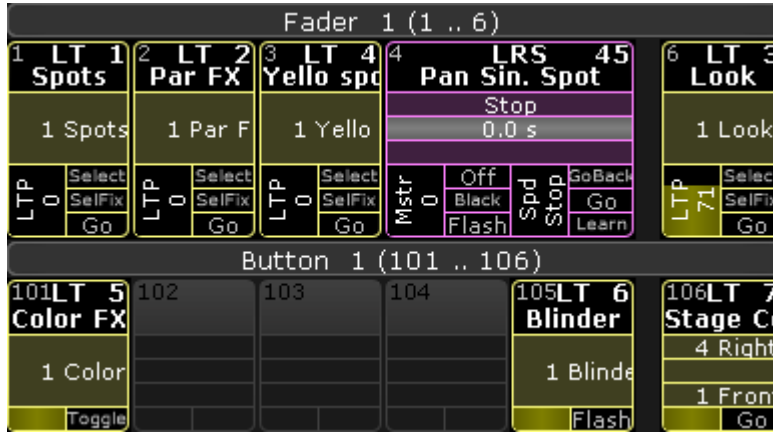 Fader 1 (1 .. 6)
1 LT 1 2 LT 2 3 LT 4 4 LRS 45 6 LT 3
Spots Par FX Yello spo Pan Sin. Spot Look
Stop
1 Spots 1 Par F 1 Yello 0.0 s 1 Look
LTP 0 Select LTP 0 Select LTP 0 Select Mstr 0 Off Spd Stop GoBack LTP 71 Selec
SelFix SelFix SelFix Black Go SelFi
Go Go Go Flash Learn Go
Button 1 (101 .. 106)
101 LT 5 102 103 104 105 LT 6 106 LT 7
Color FX Blinder Stage C
4 Right
1 Color 1 Blinde
1 Fron
Toggle Flash Go